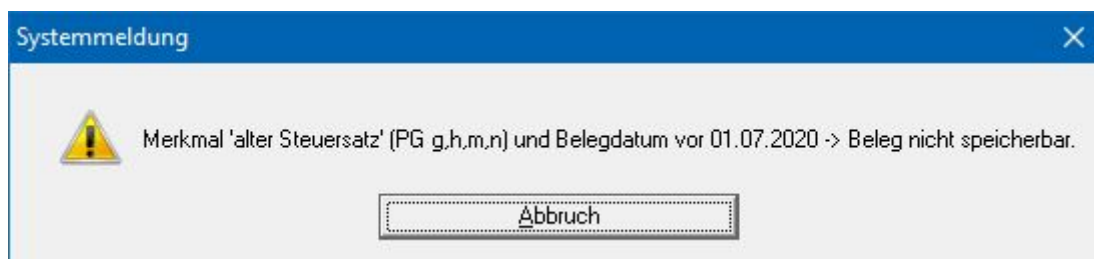 Systemmeldung
Merkmal 'alter Steuersatz' (PG g,h,m,n) und Belegdatum vor 01.07.2020 -> Beleg nicht speicherbar.
Abbruch